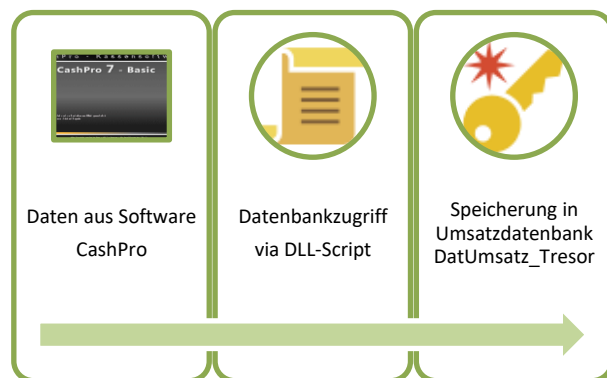 CashPro 7 - Basic
Daten aus Software
CashPro
Datenbankzugriff
via DLL-Script
Speicherung in
Umsatzdatenbank
DatUmsatz_Tresor